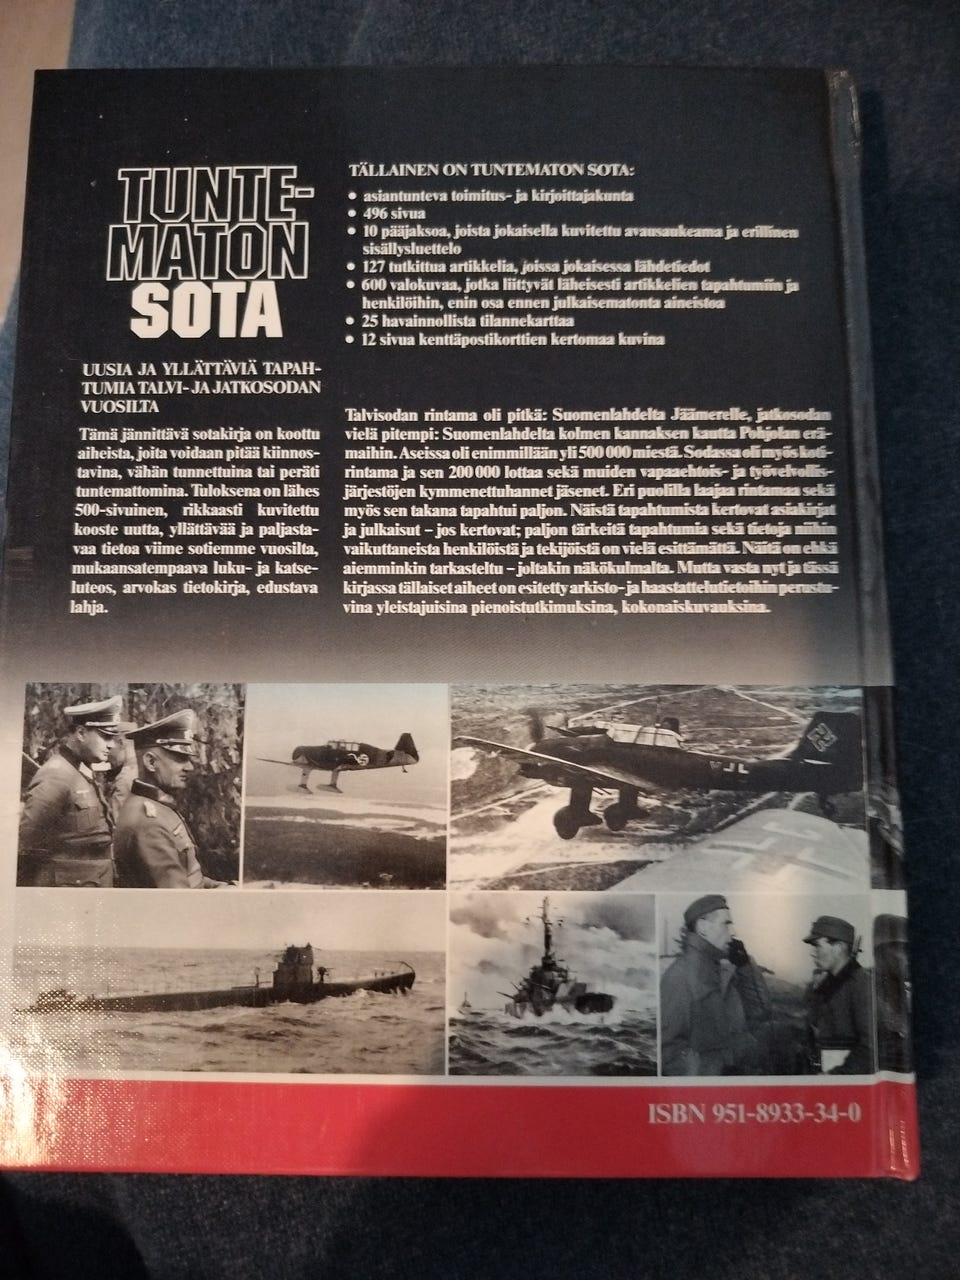 TUNTE-
MATON
SOTA
UUSIA JA YLLÄTTÄVIÄ TAPAH-
TUMIA TALVI- JA JATKOSODAN
VUOSILTA
Tämä jännittävä sotakirja on koottu
aiheista, joita voidaan pitää kiinnos-
tavina, vähän tunnettuina tai peräti
tuntemattomina. Tuloksena on lähes
500-sivuinen, rikkaasti kuvitettu
kooste uutta, yllättävää ja paljasta-
vaa tietoa viime sotiemme vuosilta,
mukaansatempaava luku- ja katse-
luteos, arvokas tietokirja, edustava
lahja.
TÄLLAINEN ON TUNTEMATON SOTA:
• asiantunteva toimitus- ja kirjoittajakunta
• 496 sivua
• 10 pääjaksoa, joista jokaisella kuvitettu avausaukeama ja erillinen
sisällysluettelo
• 127 tutkittua artikkelia, joissa jokaisessa lähdetiedot
• 600 valokuvaa, jotka liittyvät läheisesti artikkelien tapahtumiin ja
henkilöihin, enin osa ennen julkaisematonta aineistoa
• 25 havainnollista tilannekarttaa
• 12 sivua kenttäpostikorttien kertomaa kuvina
Talvisodan rintama oli pitkä: Suomenlahdelta Jäämerelle, jatkosodan
vielä pitempi: Suomenlahdelta kolmen kannaksen kautta Pohjolan erä-
maihin. Aseissa oli enimmillään yli 500 000 miestä. Sodassa oli myös koti-
rintama ja sen 200 000 lottaa sekä muiden vapaaehtois- ja työvelvollis-
järjestöjen kymmenettuhannet jäsenet. Eri puolilla laajaa rintamaa sekä
myös sen takana tapahtui paljon. Näistä tapahtumista kertovat asiakirjat
ja julkaisut – jos kertovat; paljon tärkeitä tapahtumia sekä tietoja niihin
vaikuttaneista henkilöistä ja tekijöistä on vielä esittämättä. Näitä on ehkä
aiemminkin tarkasteltu – joltakin näkökulmalta. Mutta vasta nyt ja tässä
kirjassa tällaiset aiheet on esitetty arkisto- ja haastattelutietoihin perustu-
vina yleistajuisina pienoistutkimuksina, kokonaiskuvauksina.
JL
ISBN 951-8933-34-0